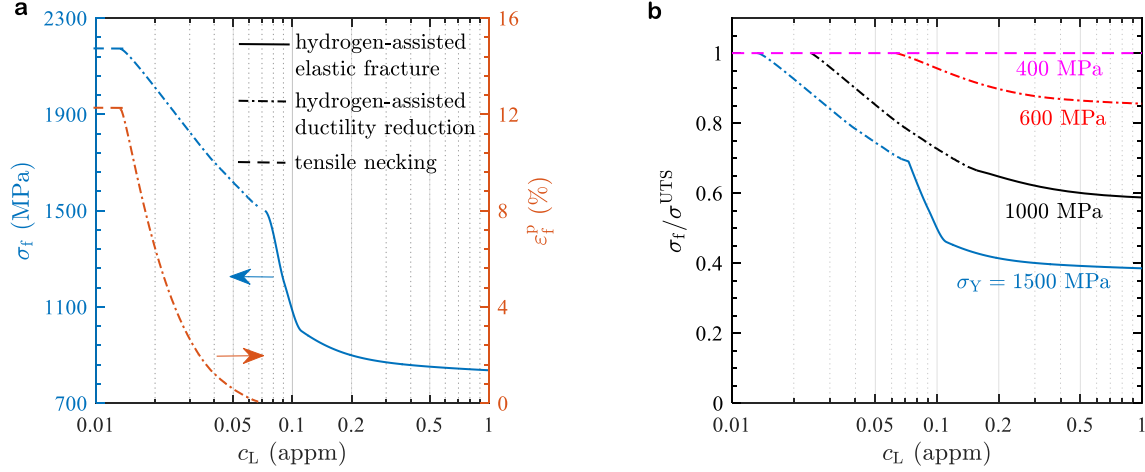 a
2300
1900
1500
1100
700
σf (MPa)
hydrogen-assisted
elastic fracture
hydrogen-assisted
ductility reduction
tensile necking
16
12
8
4
0
εfᵖ (%)
0.01
0.05
0.1
0.2
0.5
1
cL (appm)
b
1
0.8
0.6
0.4
0.2
0
σf/σᵁᵀˢ
400 MPa
600 MPa
1000 MPa
σY = 1500 MPa
0.01
0.05
0.1
0.2
0.5
1
cL (appm)